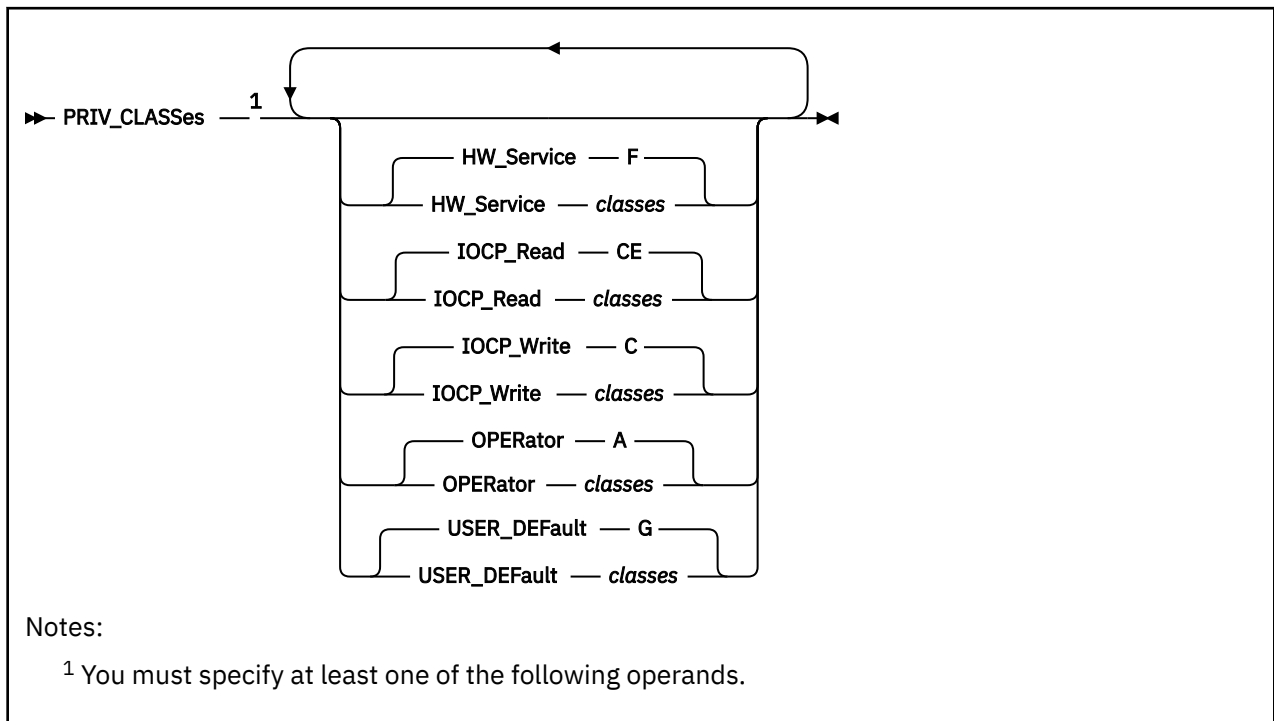 1
PRIV_CLASSes
HW_Service F
HW_Service classes
IOCP_Read CE
IOCP_Read classes
IOCP_Write C
IOCP_Write classes
OPERator A
OPERator classes
USER_DEFault G
USER_DEFault classes
Notes:
1 You must specify at least one of the following operands.